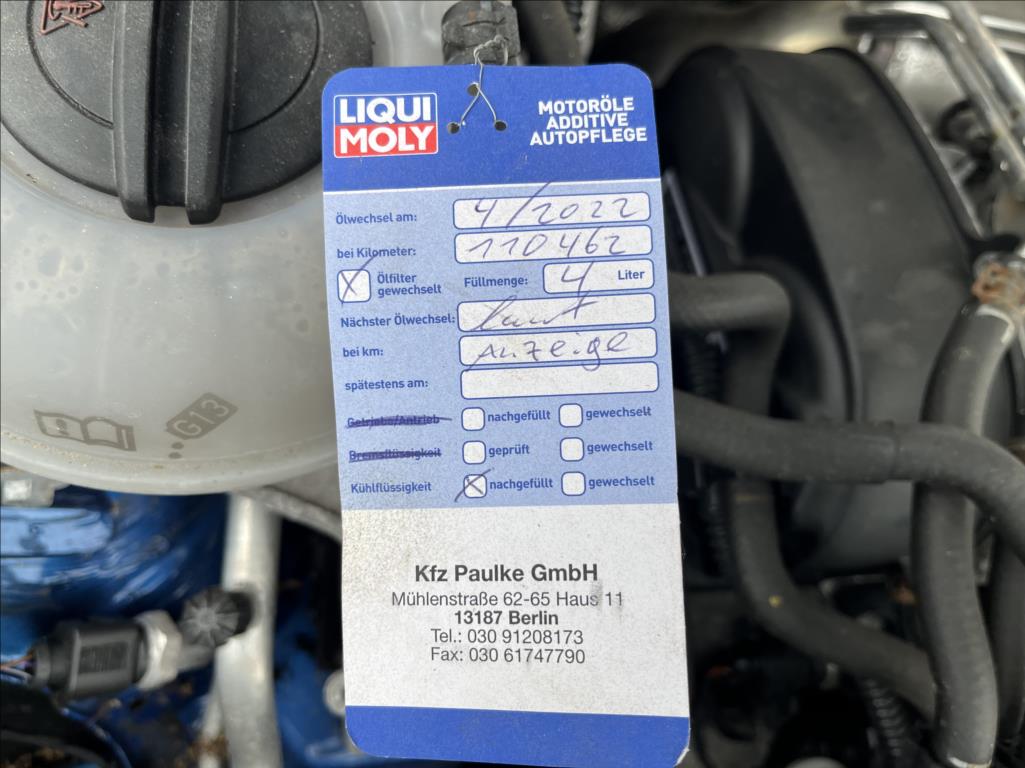 LIQUI
MOLY
MOTORÖLE
ADDITIVE
AUTOPFLEGE
Ölwechsel am: 4/2022
bei Kilometer: 110462
X Ölfilter gewechselt Füllmenge: 4 Liter
Nächster Ölwechsel: laut
bei km: Anzeige
spätestens am:
Getriebe/Antrieb nachgefüllt gewechselt
Bremsflüssigkeit geprüft gewechselt
Kühlflüssigkeit X nachgefüllt gewechselt
Kfz Paulke GmbH
Mühlenstraße 62-65 Haus 11
13187 Berlin
Tel.: 030 91208173
Fax: 030 61747790
G13